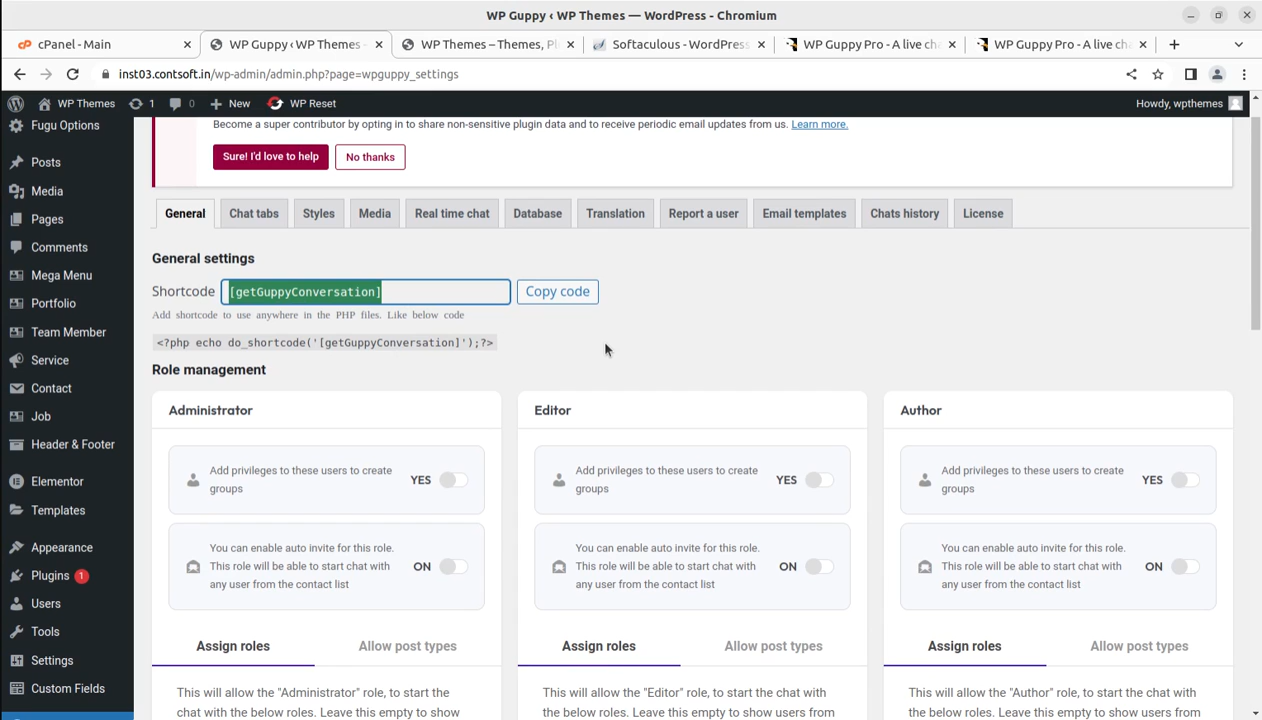 WP Guppy ‹ WP Themes — WordPress - Chromium
cPanel - Main
WP Guppy ‹ WP Themes
WP Themes – Themes, Pl
Softaculous - WordPress
WP Guppy Pro - A live ch
WP Guppy Pro - A live ch
inst03.contsoft.in/wp-admin/admin.php?page=wpguppy_settings
WP Themes
1
0
New
WP Reset
Howdy, wpthemes
Fugu Options
Posts
Media
Pages
Comments
Mega Menu
Portfolio
Team Member
Service
Contact
Job
Header & Footer
Elementor
Templates
Appearance
Plugins 1
Users
Tools
Settings
Custom Fields
Become a super contributor by opting in to share non-sensitive plugin data and to receive periodic email updates from us. Learn more.
Sure! I'd love to help
No thanks
General
Chat tabs
Styles
Media
Real time chat
Database
Translation
Report a user
Email templates
Chats history
License
General settings
Shortcode [getGuppyConversation] Copy code
Add shortcode to use anywhere in the PHP files. Like below code
<?php echo do_shortcode('[getGuppyConversation]');?>
Role management
Administrator
Add privileges to these users to create
groups
YES
You can enable auto invite for this role.
This role will be able to start chat with
any user from the contact list
ON
Assign roles
Allow post types
This will allow the "Administrator" role, to start the
chat with the below roles. Leave this empty to show
Editor
Add privileges to these users to create
groups
YES
You can enable auto invite for this role.
This role will be able to start chat with
any user from the contact list
ON
Assign roles
Allow post types
This will allow the "Editor" role, to start the chat with
the below roles. Leave this empty to show users from
Author
Add privileges to these users to create
groups
YES
You can enable auto invite for this role.
This role will be able to start chat with
any user from the contact list
ON
Assign roles
Allow post types
This will allow the "Author" role, to start the chat with
the below roles. Leave this empty to show users from